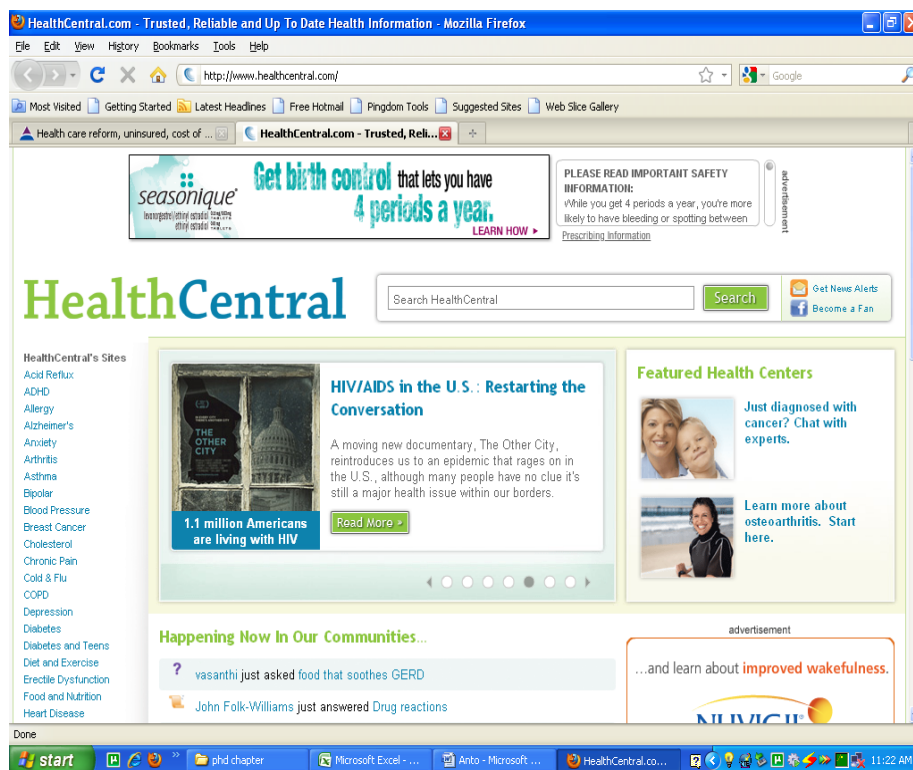 HealthCentral.com - Trusted, Reliable and Up To Date Health Information - Mozilla Firefox
File Edit View History Bookmarks Tools Help
http://www.healthcentral.com/
Google
Most Visited Getting Started Latest Headlines Free Hotmail Pingdom Tools Suggested Sites Web Slice Gallery
Health care reform, uninsured, cost of ...
HealthCentral.com - Trusted, Reli...
seasonique
Get birth control that lets you have
4 periods a year.
LEARN HOW
PLEASE READ IMPORTANT SAFETY
INFORMATION:
While you get 4 periods a year, you're more
likely to have bleeding or spotting between
Prescribing Information
advertisement
HealthCentral
Search HealthCentral
Search
Get News Alerts
Become a Fan
HealthCentral's Sites
Acid Reflux
ADHD
Allergy
Alzheimer's
Anxiety
Arthritis
Asthma
Bipolar
Blood Pressure
Breast Cancer
Cholesterol
Chronic Pain
Cold & Flu
COPD
Depression
Diabetes
Diabetes and Teens
Diet and Exercise
Erectile Dysfunction
Food and Nutrition
Heart Disease
THE
OTHER
CITY
1.1 million Americans
are living with HIV
HIV/AIDS in the U.S.: Restarting the
Conversation
A moving new documentary, The Other City,
reintroduces us to an epidemic that rages on in
the U.S., although many people have no clue it's
still a major health issue within our borders.
Read More
Featured Health Centers
Just diagnosed with
cancer? Chat with
experts.
Learn more about
osteoarthritis. Start
here.
Happening Now In Our Communities...
? vasanthi just asked food that soothes GERD
John Folk-Williams just answered Drug reactions
advertisement
...and learn about improved wakefulness.
NUVIGIL
Done
start
phd chapter
Microsoft Excel - ...
Anto - Microsoft ...
HealthCentral.co...
11:22 AM